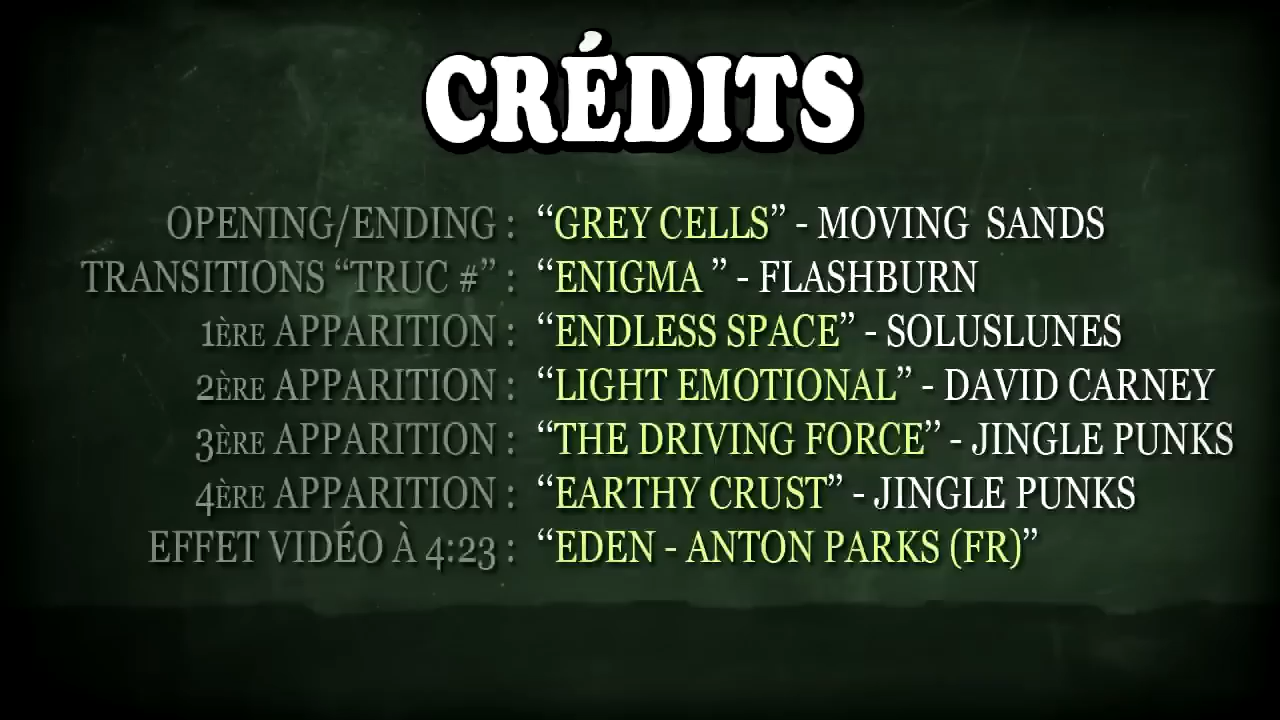 CRÉDITS
OPENING/ENDING : “GREY CELLS” - MOVING SANDS
TRANSITIONS “TRUC #” : “ENIGMA ” - FLASHBURN
1ÈRE APPARITION : “ENDLESS SPACE” - SOLUSLUNES
2ÈRE APPARITION : “LIGHT EMOTIONAL” - DAVID CARNEY
3ÈRE APPARITION : “THE DRIVING FORCE” - JINGLE PUNKS
4ÈRE APPARITION : “EARTHY CRUST” - JINGLE PUNKS
EFFET VIDÉO À 4:23 : “EDEN - ANTON PARKS (FR)”